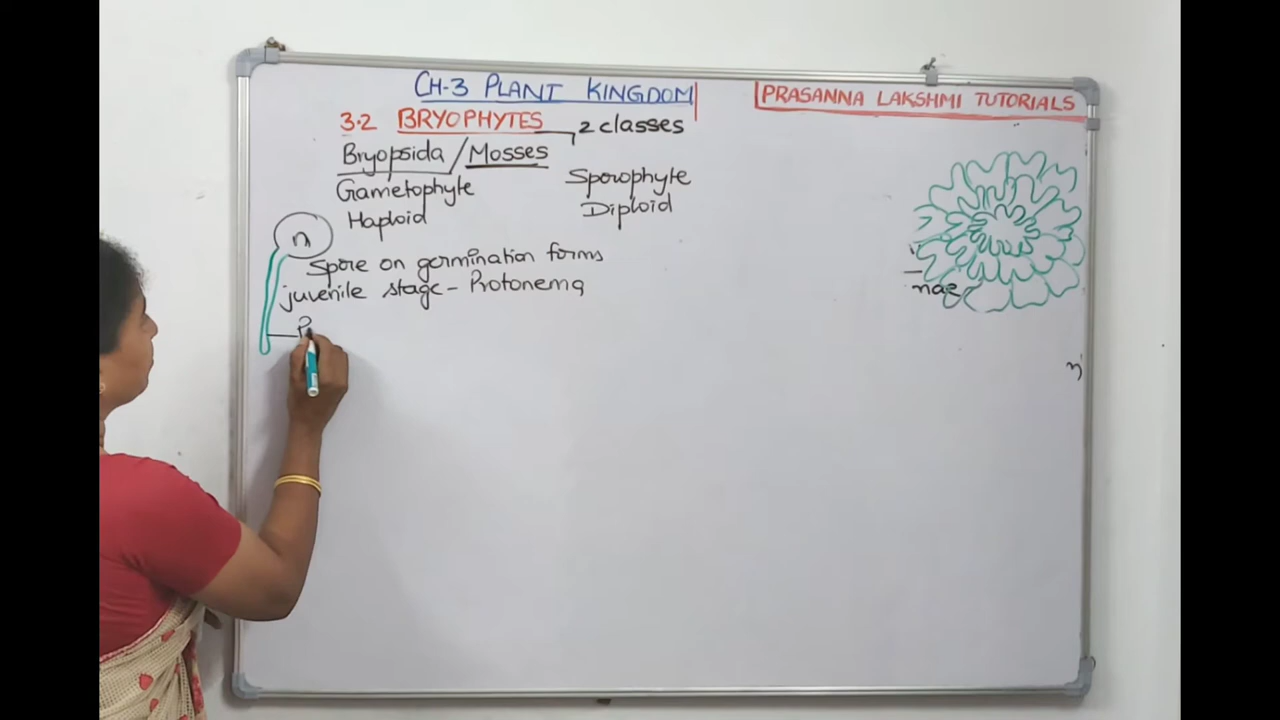 CH-3 PLANT KINGDOM
PRASANNA LAKSHMI TUTORIALS
3.2 BRYOPHYTES 2 classes
Bryopsida / Mosses
Gametophyte Sporophyte
Haploid Diploid
n
Spore on germination forms
juvenile stage - Protonema
P
nae
n